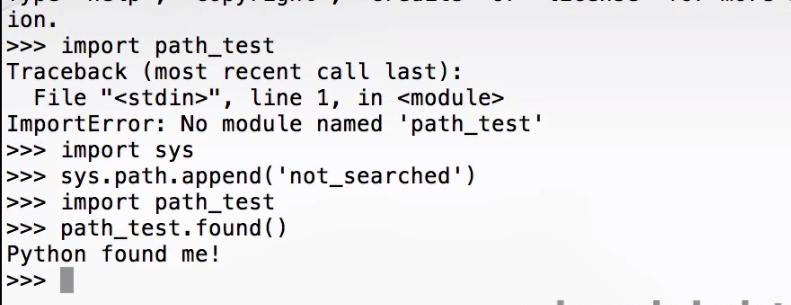 ion.
>>> import path_test
Traceback (most recent call last):
  File "<stdin>", line 1, in <module>
ImportError: No module named 'path_test'
>>> import sys
>>> sys.path.append('not_searched')
>>> import path_test
>>> path_test.found()
Python found me!
>>>